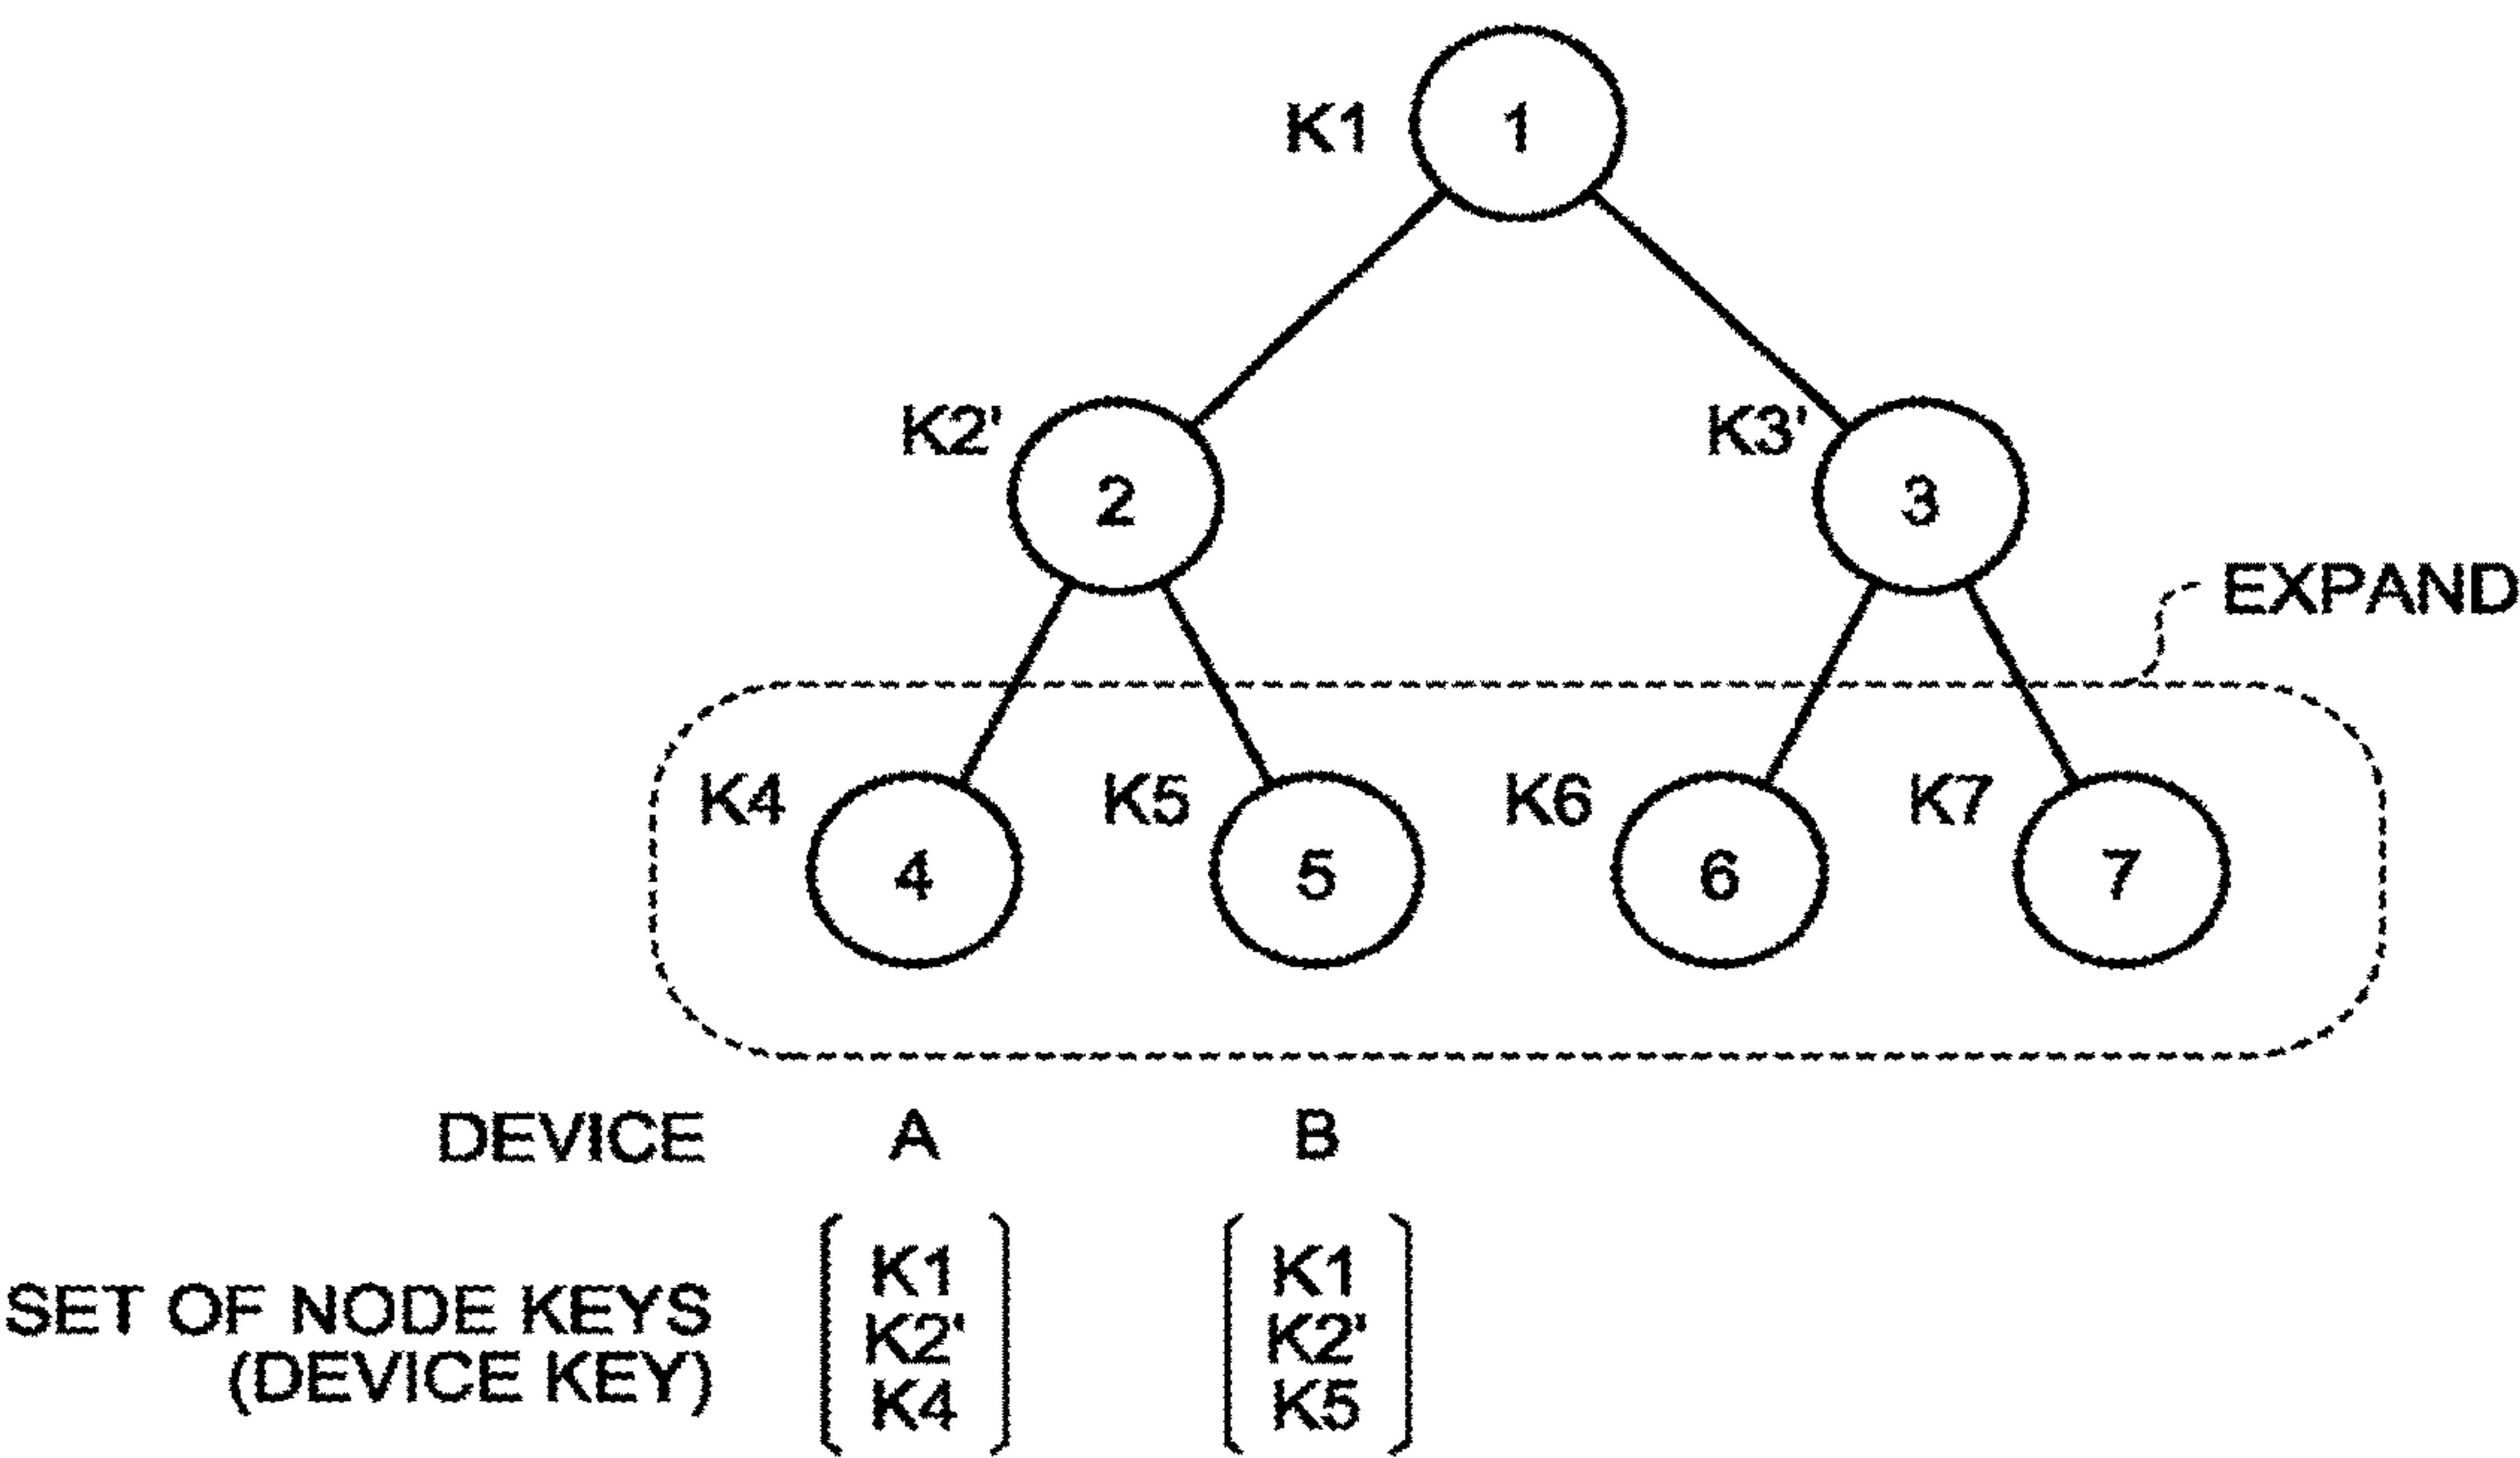 K1 1
K2' K3'
2 3
EXPAND
K4 K5 K6 K7
4 5 6 7
DEVICE A B
K1 K1
SET OF NODE KEYS K2' K2'
(DEVICE KEY) K4 K5